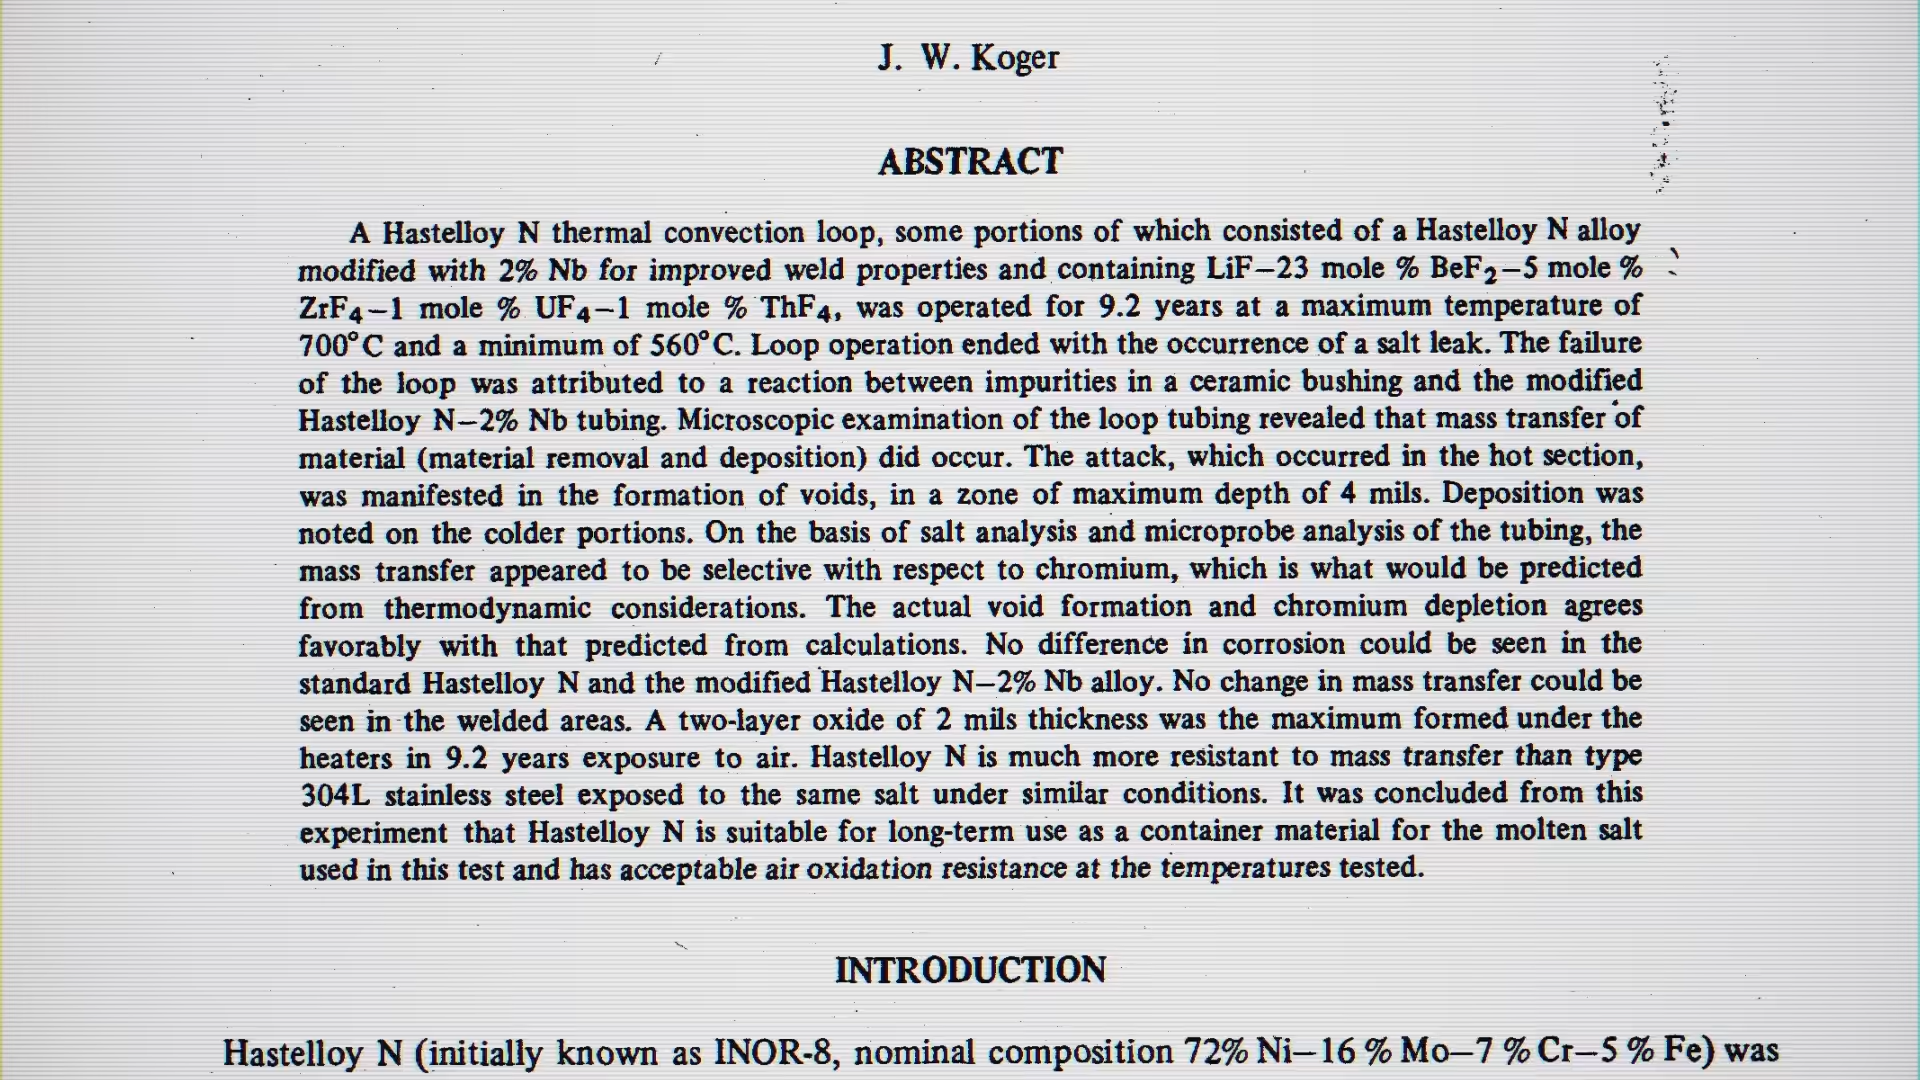 J. W. Koger
ABSTRACT
A Hastelloy N thermal convection loop, some portions of which consisted of a Hastelloy N alloy
modified with 2% Nb for improved weld properties and containing LiF–23 mole % BeF₂–5 mole %
ZrF₄–1 mole % UF₄–1 mole % ThF₄, was operated for 9.2 years at a maximum temperature of
700°C and a minimum of 560°C. Loop operation ended with the occurrence of a salt leak. The failure
of the loop was attributed to a reaction between impurities in a ceramic bushing and the modified
Hastelloy N–2% Nb tubing. Microscopic examination of the loop tubing revealed that mass transfer of
material (material removal and deposition) did occur. The attack, which occurred in the hot section,
was manifested in the formation of voids, in a zone of maximum depth of 4 mils. Deposition was
noted on the colder portions. On the basis of salt analysis and microprobe analysis of the tubing, the
mass transfer appeared to be selective with respect to chromium, which is what would be predicted
from thermodynamic considerations. The actual void formation and chromium depletion agrees
favorably with that predicted from calculations. No difference in corrosion could be seen in the
standard Hastelloy N and the modified Hastelloy N–2% Nb alloy. No change in mass transfer could be
seen in the welded areas. A two-layer oxide of 2 mils thickness was the maximum formed under the
heaters in 9.2 years exposure to air. Hastelloy N is much more resistant to mass transfer than type
304L stainless steel exposed to the same salt under similar conditions. It was concluded from this
experiment that Hastelloy N is suitable for long-term use as a container material for the molten salt
used in this test and has acceptable air oxidation resistance at the temperatures tested.
INTRODUCTION
Hastelloy N (initially known as INOR-8, nominal composition 72% Ni–16 % Mo–7 % Cr–5 % Fe) was